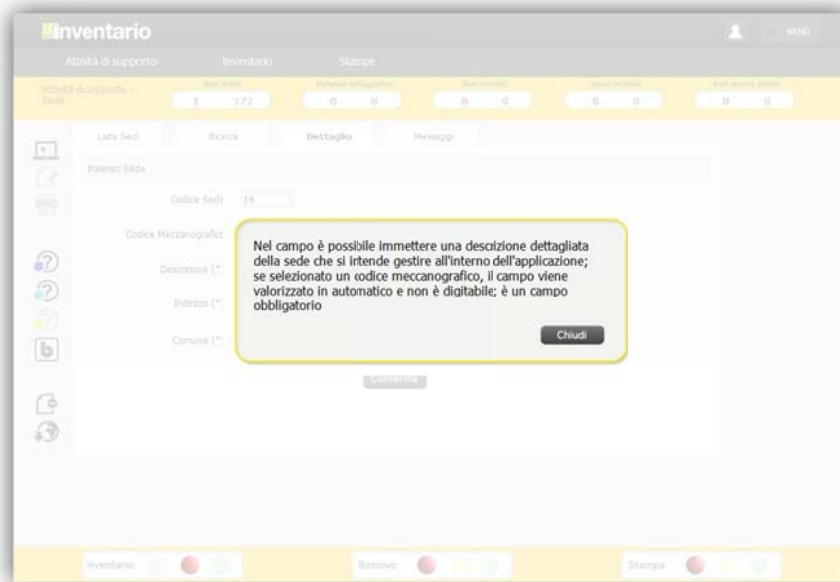 inventario
MENÙ
Attività di supporto Inventario Stampe
Attività di supporto - Sede
Beni mobili
1 172
0 0
0 0
0 0
0 0
Lista Sedi Ricerca Dettaglio Messaggi
Inserisci Sede
Codice Sede 14
Codice Meccanografico
Descrizione (*)
Indirizzo (*)
Comune (*)
Nel campo è possibile immettere una descrizione dettagliata
della sede che si intende gestire all'interno dell'applicazione;
se selezionato un codice meccanografico, il campo viene
valorizzato in automatico e non è digitabile; è un campo
obbligatorio
Chiudi
Conferma
b
Inventario Rinnovo Stampa